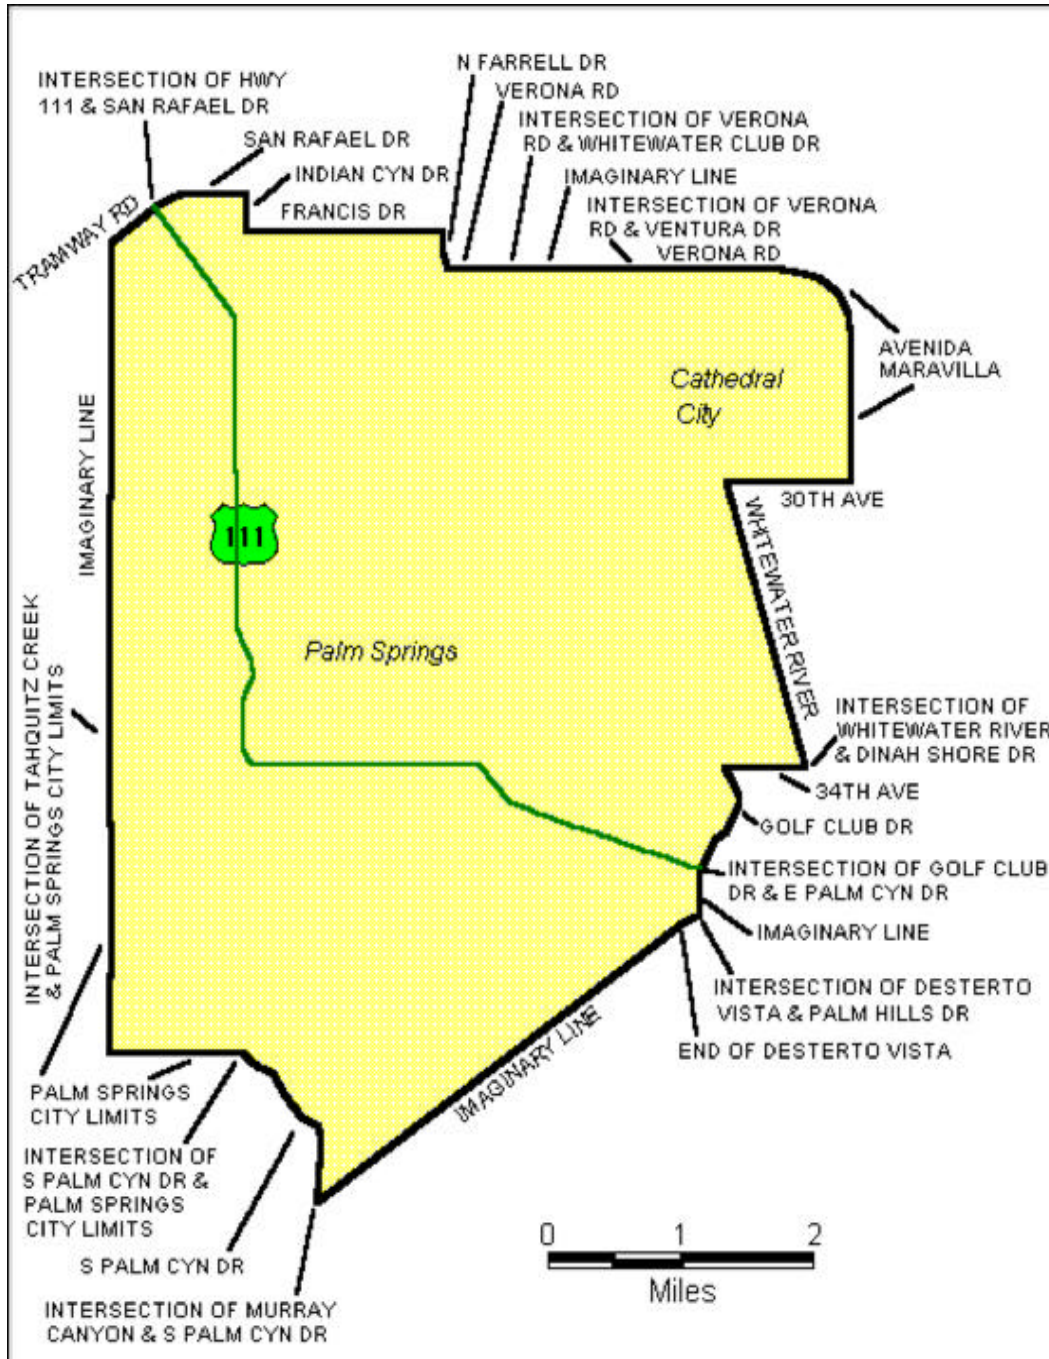 N FARRELL DR
INTERSECTION OF HWY
111 & SAN RAFAEL DR
VERONA RD
INTERSECTION OF VERONA
RD & WHITEWATER CLUB DR
SAN RAFAEL DR
INDIAN CYN DR
IMAGINARY LINE
FRANCIS DR
INTERSECTION OF VERONA
RD & VENTURA DR
VERONA RD
TRAMWAY RD
AVENIDA
MARAVILLA
Cathedral
City
IMAGINARY LINE
30TH AVE
111
WHITEWATER RIVER
Palm Springs
INTERSECTION OF TAHQUITZ CREEK
& PALM SPRINGS CITY LIMITS
INTERSECTION OF
WHITEWATER RIVER
& DINAH SHORE DR
34TH AVE
GOLF CLUB DR
INTERSECTION OF GOLF CLUB
DR & E PALM CYN DR
IMAGINARY LINE
INTERSECTION OF DESTERTO
VISTA & PALM HILLS DR
END OF DESTERTO VISTA
IMAGINARY LINE
PALM SPRINGS
CITY LIMITS
INTERSECTION OF
S PALM CYN DR &
PALM SPRINGS
CITY LIMITS
S PALM CYN DR
INTERSECTION OF MURRAY
CANYON & S PALM CYN DR
0 1 2
Miles